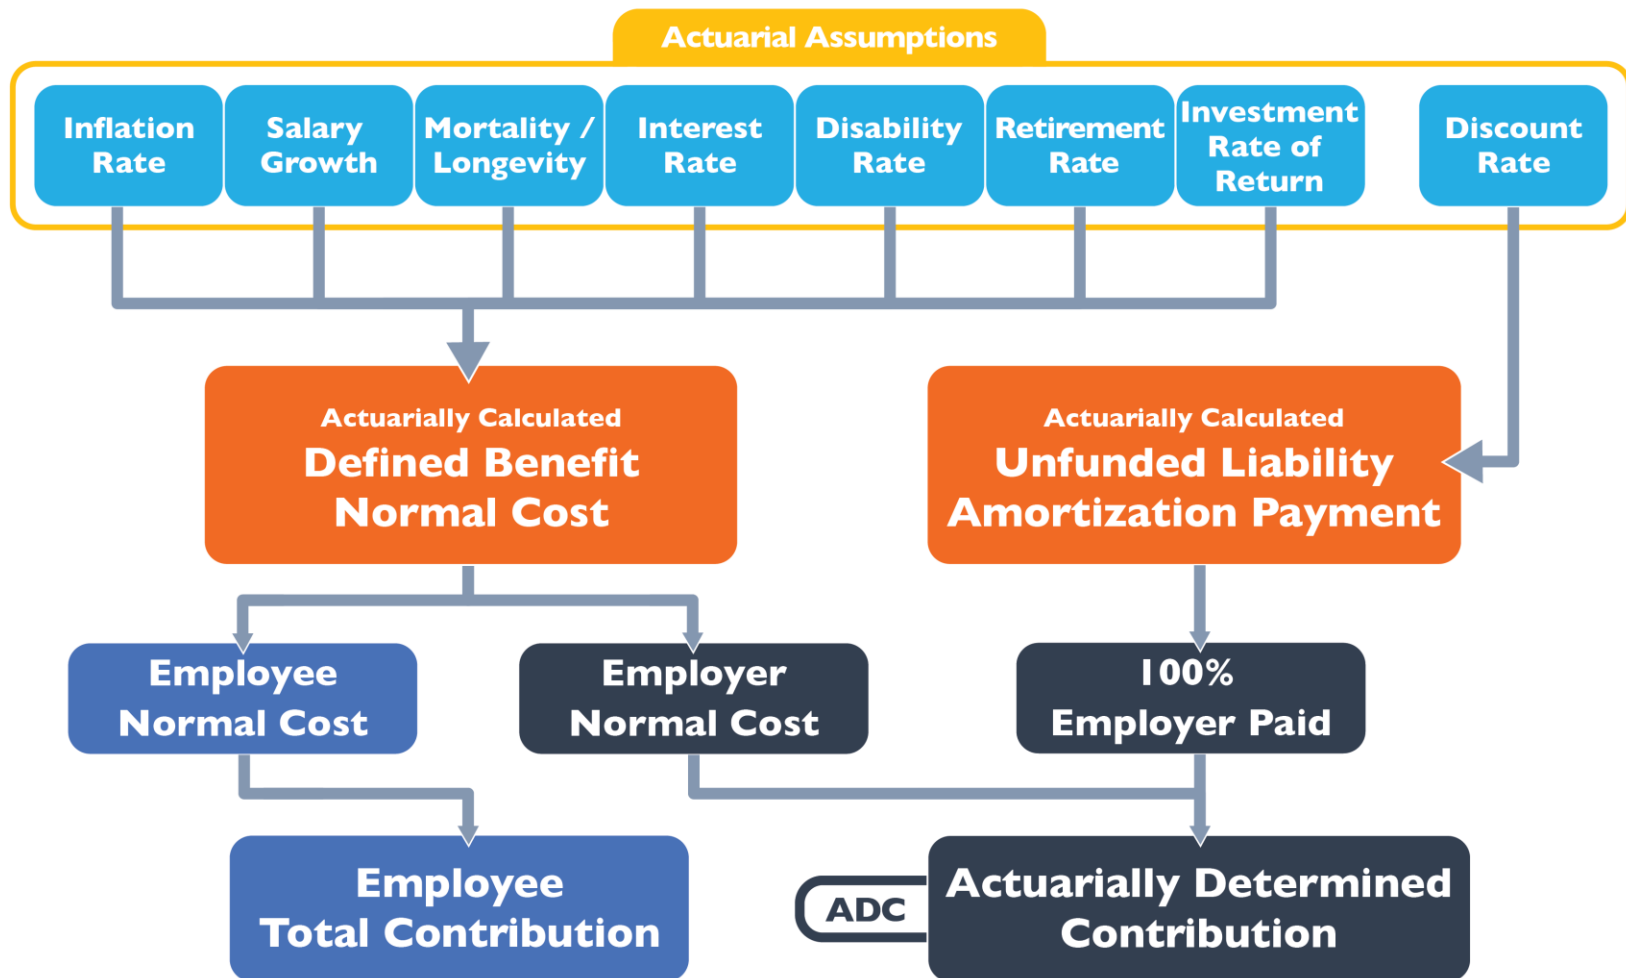 Actuarial Assumptions
Inflation
Rate
Salary
Growth
Mortality /
Longevity
Interest
Rate
Disability
Rate
Retirement
Rate
Investment
Rate of
Return
Discount
Rate
Actuarially Calculated
Defined Benefit
Normal Cost
Actuarially Calculated
Unfunded Liability
Amortization Payment
Employee
Normal Cost
Employer
Normal Cost
100%
Employer Paid
Employee
Total Contribution
ADC
Actuarially Determined
Contribution